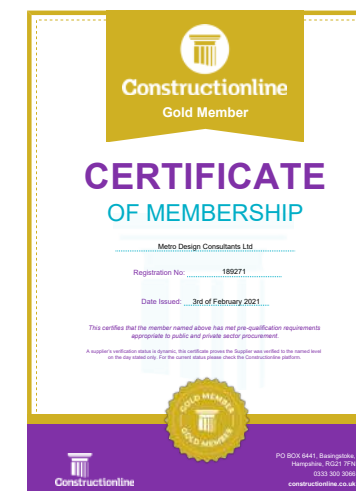 Constructionline
Gold Member
CERTIFICATE
OF MEMBERSHIP
Metro Design Consultants Ltd
Registration No: 189271
Date Issued: 3rd of February 2021
This certifies that the member named above has met pre-qualification requirements
appropriate to public and private sector procurement.
A supplier's verification status is dynamic, this certificate proves the Supplier was verified to the named level
on the day stated only. For the current status please check the Constructionline platform.
GOLD MEMBER
GOLD MEMBER
Constructionline
PO BOX 6441, Basingstoke,
Hampshire, RG21 7FN
0333 300 3066
constructionline.co.uk